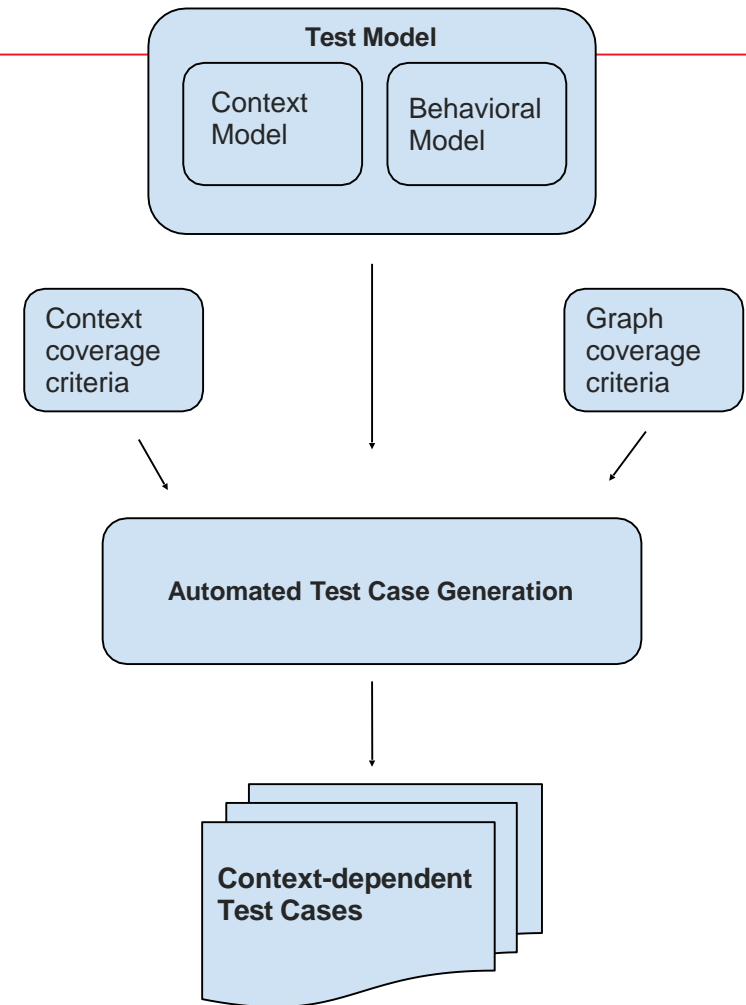 Test Model
Context
Model
Behavioral
Model
Context
coverage
criteria
Graph
coverage
criteria
Automated Test Case Generation
Context-dependent
Test Cases